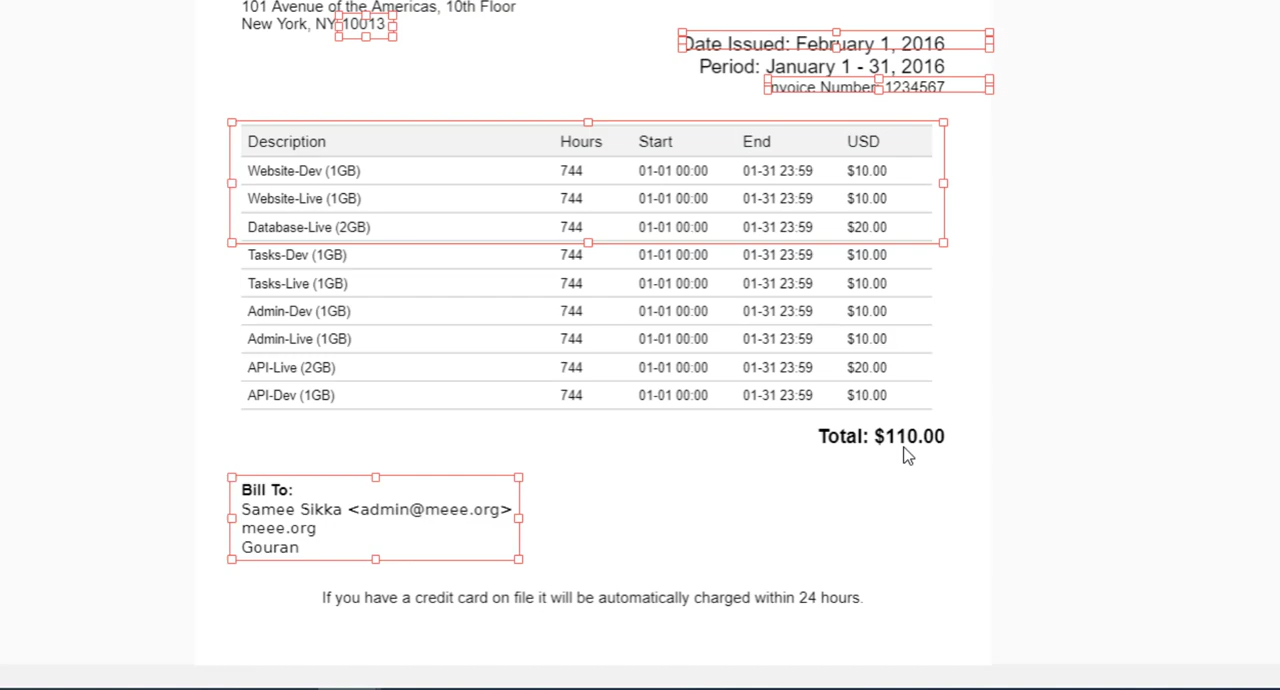 101 Avenue of the Americas, 10th Floor
New York, NY 10013
Date Issued: February 1, 2016
Period: January 1 - 31, 2016
Invoice Number: 1234567
Description Hours Start End USD
Website-Dev (1GB) 744 01-01 00:00 01-31 23:59 $10.00
Website-Live (1GB) 744 01-01 00:00 01-31 23:59 $10.00
Database-Live (2GB) 744 01-01 00:00 01-31 23:59 $20.00
Tasks-Dev (1GB) 744 01-01 00:00 01-31 23:59 $10.00
Tasks-Live (1GB) 744 01-01 00:00 01-31 23:59 $10.00
Admin-Dev (1GB) 744 01-01 00:00 01-31 23:59 $10.00
Admin-Live (1GB) 744 01-01 00:00 01-31 23:59 $10.00
API-Live (2GB) 744 01-01 00:00 01-31 23:59 $20.00
API-Dev (1GB) 744 01-01 00:00 01-31 23:59 $10.00
Total: $110.00
Bill To:
Samee Sikka <admin@meee.org>
meee.org
Gouran
If you have a credit card on file it will be automatically charged within 24 hours.